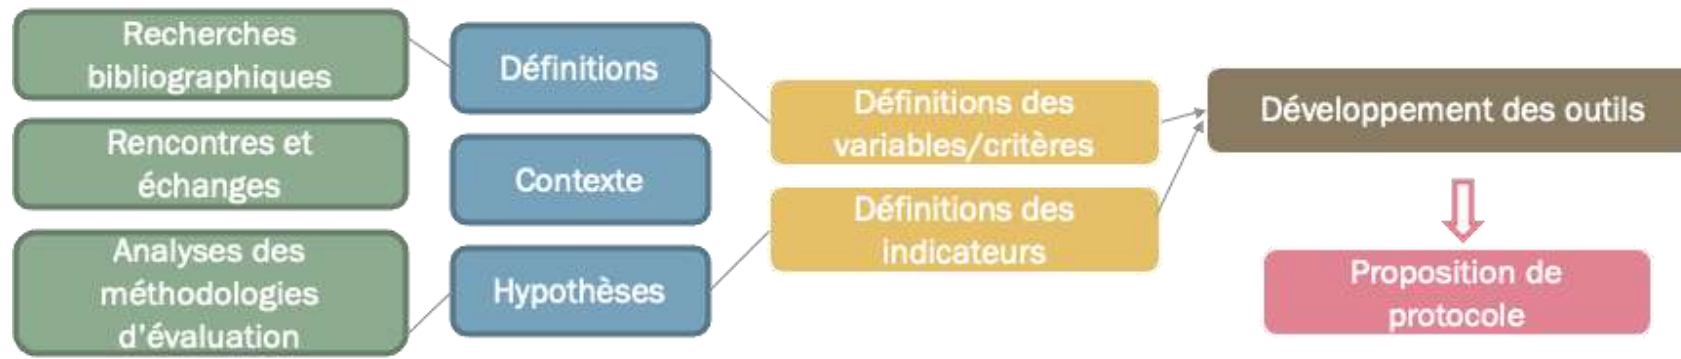 Recherches
bibliographiques
Rencontres et
échanges
Analyses des
méthodologies
d'évaluation
Définitions
Contexte
Hypothèses
Définitions des
variables/critères
Définitions des
indicateurs
Développement des outils
Proposition de
protocole